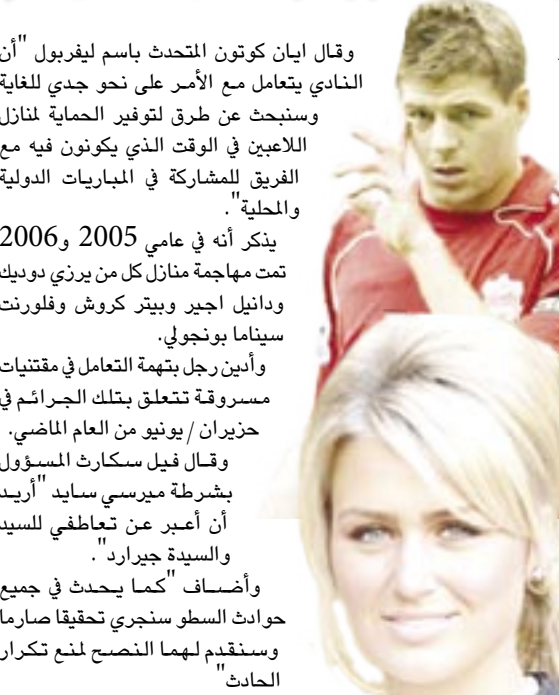 وقال ايان كوتون المتحدث باسم ليفربول "أن
النادي يتعامل مع الأمر على نحو جدي للغاية
وسنبحث عن طرق لتوفير الحماية لمنازل
اللاعبين في الوقت الذي يكونون فيه مع
الفريق للمشاركة في المباريات الدولية
والمحلية".
يذكر أنه في عامي 2005 و2006
تمت مهاجمة منازل كل من يرزي دوديك
ودانيل اجير وبيتر كروش وفلورنت
سيناما بونجولي.
وأدين رجل بتهمة التعامل في مقتنيات
مسروقة تتعلق بتلك الجرائم في
حزيران / يونيو من العام الماضي.
وقال فيل سكارث المسؤول
بشرطة ميرسي سايد "أريد
أن أعبر عن تعاطفي للسيد
والسيدة جيرارد".
وأضاف "كما يحدث في جميع
حوادث السطو سنجري تحقيقا صارما
وسنقدم لهما النصح لمنع تكرار
الحادث"